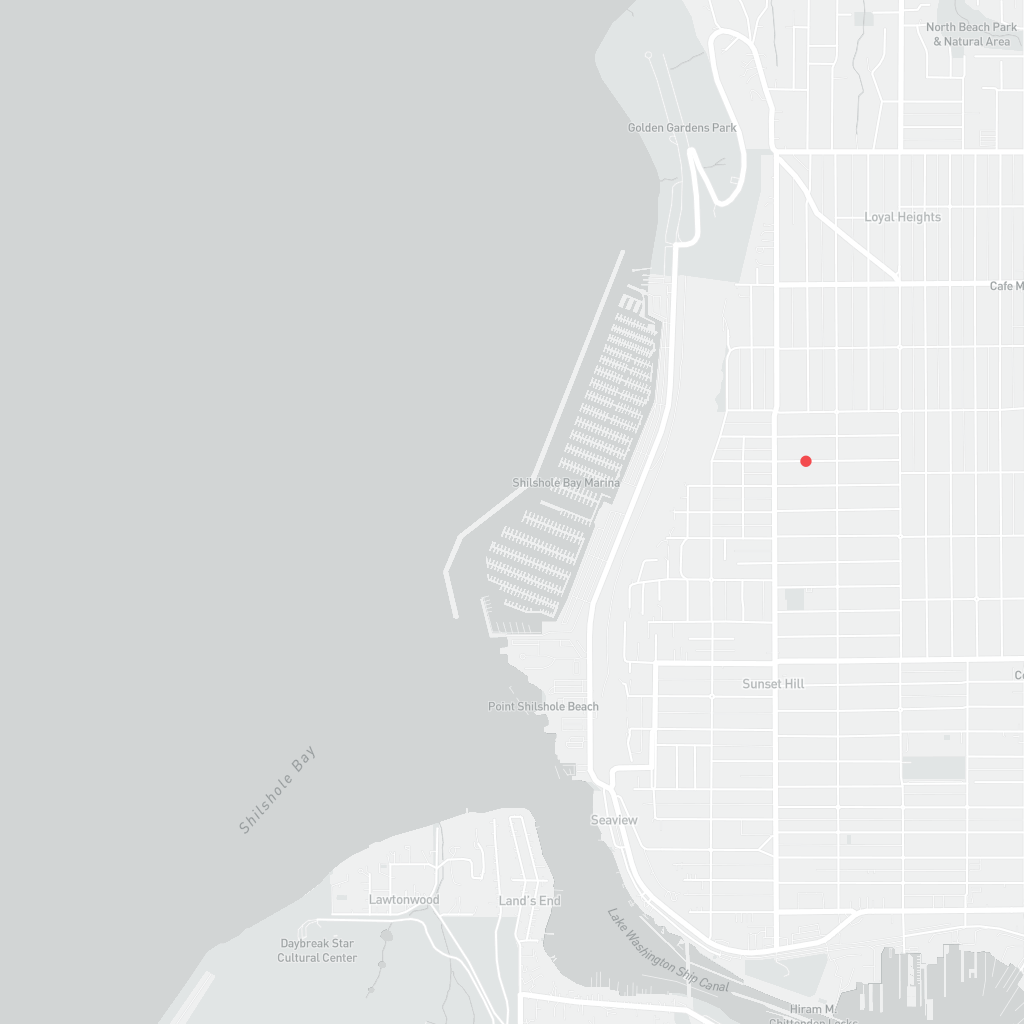 North Beach Park
& Natural Area
Golden Gardens Park
Loyal Heights
Cafe M
Shilshole Bay Marina
Sunset Hill
Point Shilshole Beach
Shilshole Bay
Seaview
Lawtonwood
Land's End
Daybreak Star
Cultural Center
Lake Washington Ship Canal
Hiram M.
Chittenden Locks